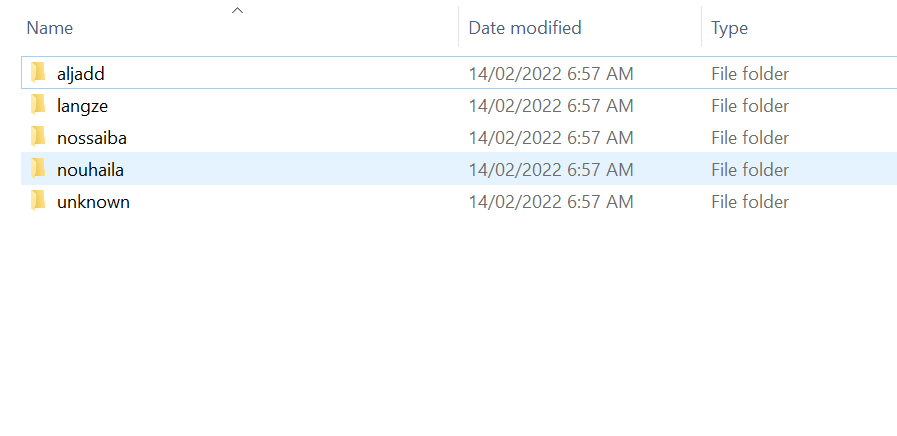 Name Date modified Type
aljadd 14/02/2022 6:57 AM File folder
langze 14/02/2022 6:57 AM File folder
nossaiba 14/02/2022 6:57 AM File folder
nouhaila 14/02/2022 6:57 AM File folder
unknown 14/02/2022 6:57 AM File folder